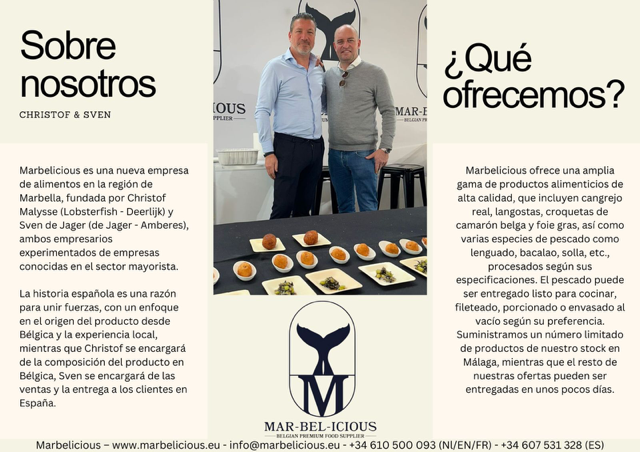 Sobre
nosotros
CHRISTOF & SVEN
Marbelicious es una nueva empresa
de alimentos en la región de
Marbella, fundada por Christof
Malysse (Lobsterfish - Deerlijk) y
Sven de Jager (de Jager - Amberes),
ambos empresarios
experimentados de empresas
conocidas en el sector mayorista.
La historia española es una razón
para unir fuerzas, con un enfoque
en el origen del producto desde
Bélgica y la experiencia local,
mientras que Christof se encargará
de la composición del producto en
Bélgica, Sven se encargará de las
ventas y la entrega a los clientes en
España.
ICIOUS
SUPPLIER
MAR-BEL-ICIOUS
BELGIAN PREMIUM FOOD SUPPLIER
¿Qué
ofrecemos?
Marbelicious ofrece una amplia
gama de productos alimenticios de
alta calidad, que incluyen cangrejo
real, langostas, croquetas de
camarón belga y foie gras, así como
varias especies de pescado como
lenguado, bacalao, solla, etc.,
procesados según sus
especificaciones. El pescado puede
ser entregado listo para cocinar,
fileteado, porcionado o envasado al
vacío según su preferencia.
Suministramos un número limitado
de productos de nuestro stock en
Málaga, mientras que el resto de
nuestras ofertas pueden ser
entregadas en unos pocos días.
Marbelicious – www.marbelicious.eu - info@marbelicious.eu - +34 610 500 093 (Nl/EN/FR) - +34 607 531 328 (ES)